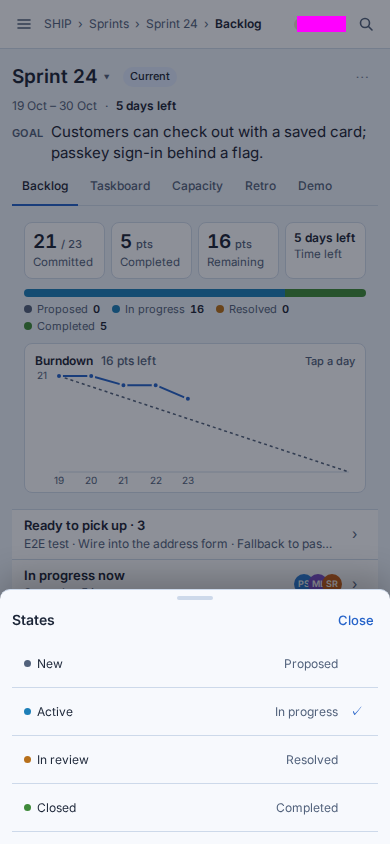 SHIP › Sprints › Sprint 24 › Backlog
Sprint 24 ▾ Current ...
19 Oct – 30 Oct · 5 days left
GOAL Customers can check out with a saved card;
passkey sign-in behind a flag.
Backlog Taskboard Capacity Retro Demo
21 / 23 5 pts 16 pts 5 days left
Committed Completed Remaining Time left
Proposed 0 In progress 16 Resolved 0
Completed 5
Burndown 16 pts left Tap a day
21
19 20 21 22 23
Ready to pick up · 3
E2E test · Wire into the address form · Fallback to pas...
In progress now
PS SR
States Close
New Proposed
Active In progress ✓
In review Resolved
Closed Completed